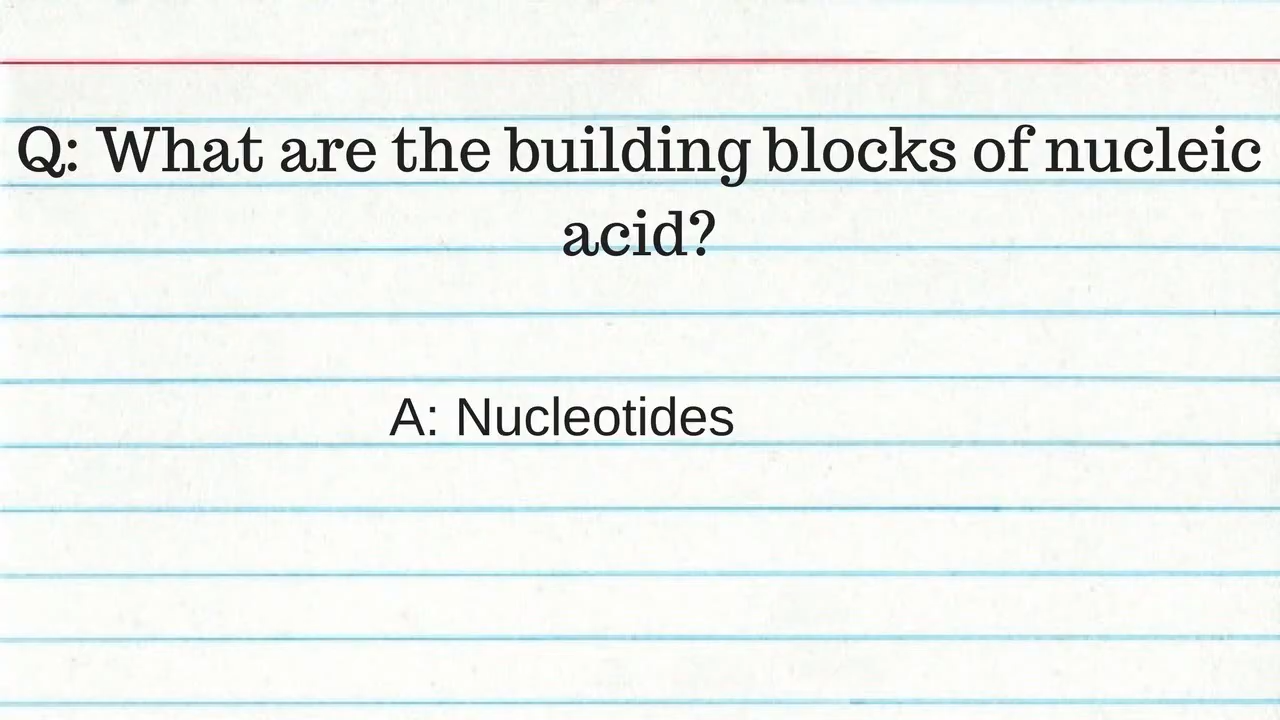 Q: What are the building blocks of nucleic
acid?
A: Nucleotides